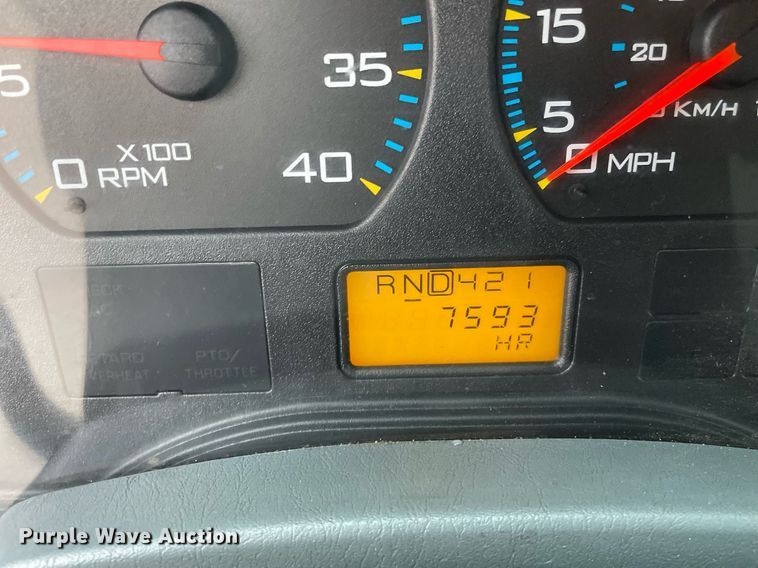 5
35
X100
0 RPM
40
15
20
5
KM/H
0 MPH
RND421
7593
HR
PTO/
OVERHEAT THROTTLE
Purple Wave Auction